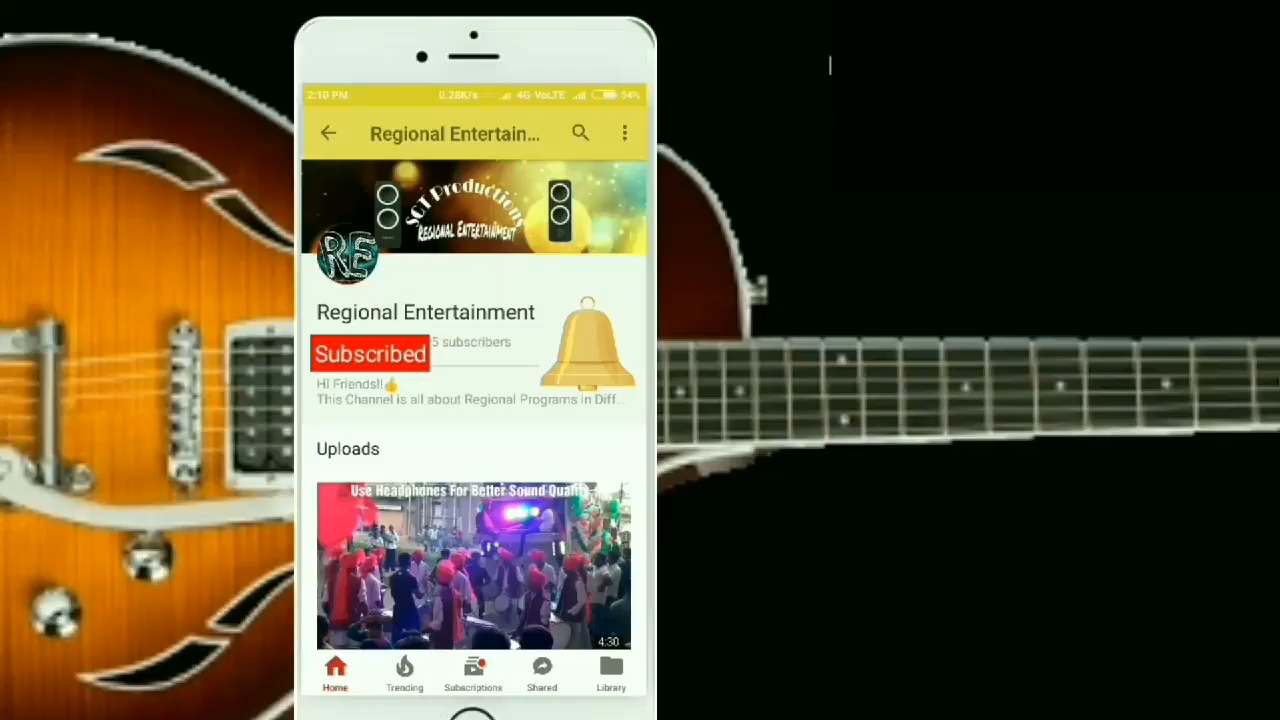 2:10 PM 0.28K/s 4G VoLTE 54%
Regional Entertain...
SGT Productions
REGIONAL ENTERTAINMENT
RE
Regional Entertainment
Subscribed 5 subscribers
Hi Friends!!👍
This Channel is all about Regional Programs in Diff...
Uploads
Use Headphones For Better Sound Quality
4:30
Home Trending Subscriptions Shared Library